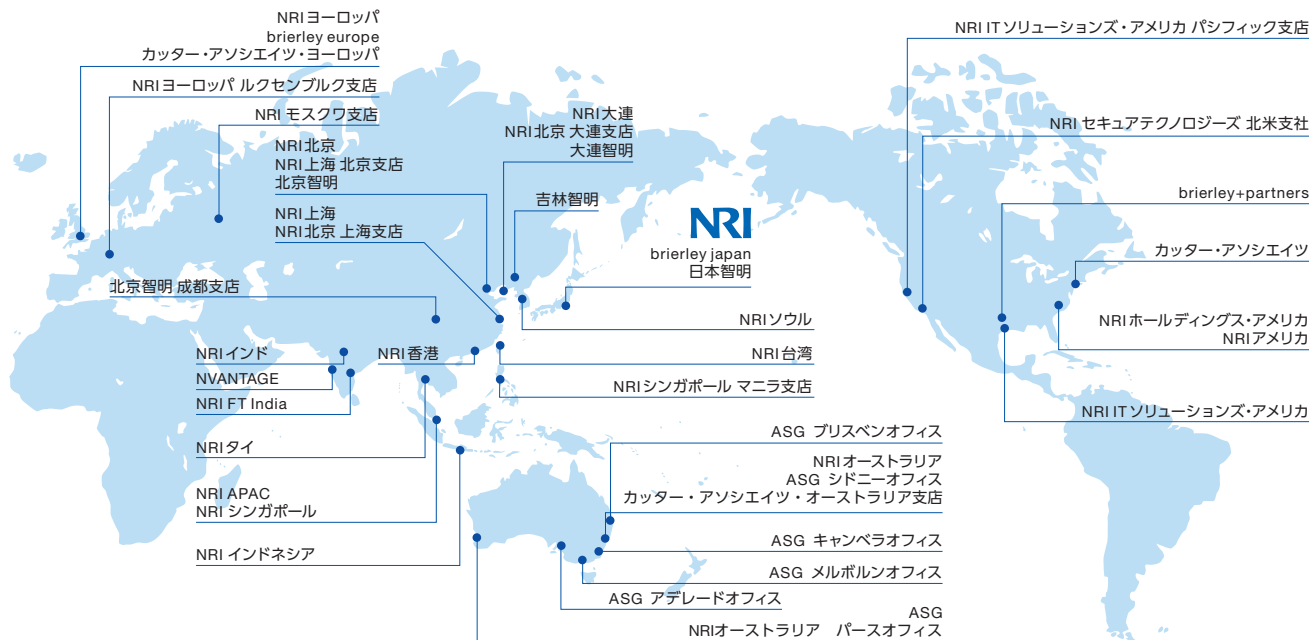 NRIヨーロッパ
brierley europe
カッター・アソシエイツ・ヨーロッパ
NRIヨーロッパ ルクセンブルク支店
NRI モスクワ支店
NRI北京
NRI上海 北京支店
北京智明
NRI上海
NRI北京 上海支店
北京智明 成都支店
NRI大連
NRI北京 大連支店
大連智明
吉林智明
NRI
brierley japan
日本智明
NRIソウル
NRI台湾
NRIシンガポール マニラ支店
NRIインド
NVANTAGE
NRI FT India
NRI香港
NRIタイ
NRI APAC
NRI シンガポール
NRI インドネシア
ASG ブリスベンオフィス
NRIオーストラリア
ASG シドニーオフィス
カッター・アソシエイツ・オーストラリア支店
ASG キャンベラオフィス
ASG メルボルンオフィス
ASG アデレードオフィス
ASG
NRIオーストラリア パースオフィス
NRI ITソリューションズ・アメリカ パシフィック支店
NRI セキュアテクノロジーズ 北米支社
brierley+partners
カッター・アソシエイツ
NRIホールディングス・アメリカ
NRIアメリカ
NRI ITソリューションズ・アメリカ